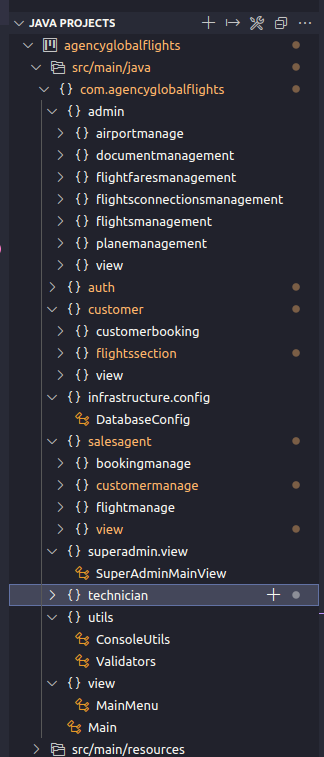 JAVA PROJECTS
agencyglobalflights
src/main/java
{} com.agencyglobalflights
{} admin
{} airportmanage
{} documentmanagement
{} flightfaresmanagement
{} flightsconnectionsmanagement
{} flightsmanagement
{} planemanagement
{} view
{} auth
{} customer
{} customerbooking
{} flightssection
{} view
{} infrastructure.config
DatabaseConfig
{} salesagent
{} bookingmanage
{} customermanage
{} flightmanage
{} view
{} superadmin.view
SuperAdminMainView
{} technician
{} utils
ConsoleUtils
Validators
{} view
MainMenu
Main
src/main/resources